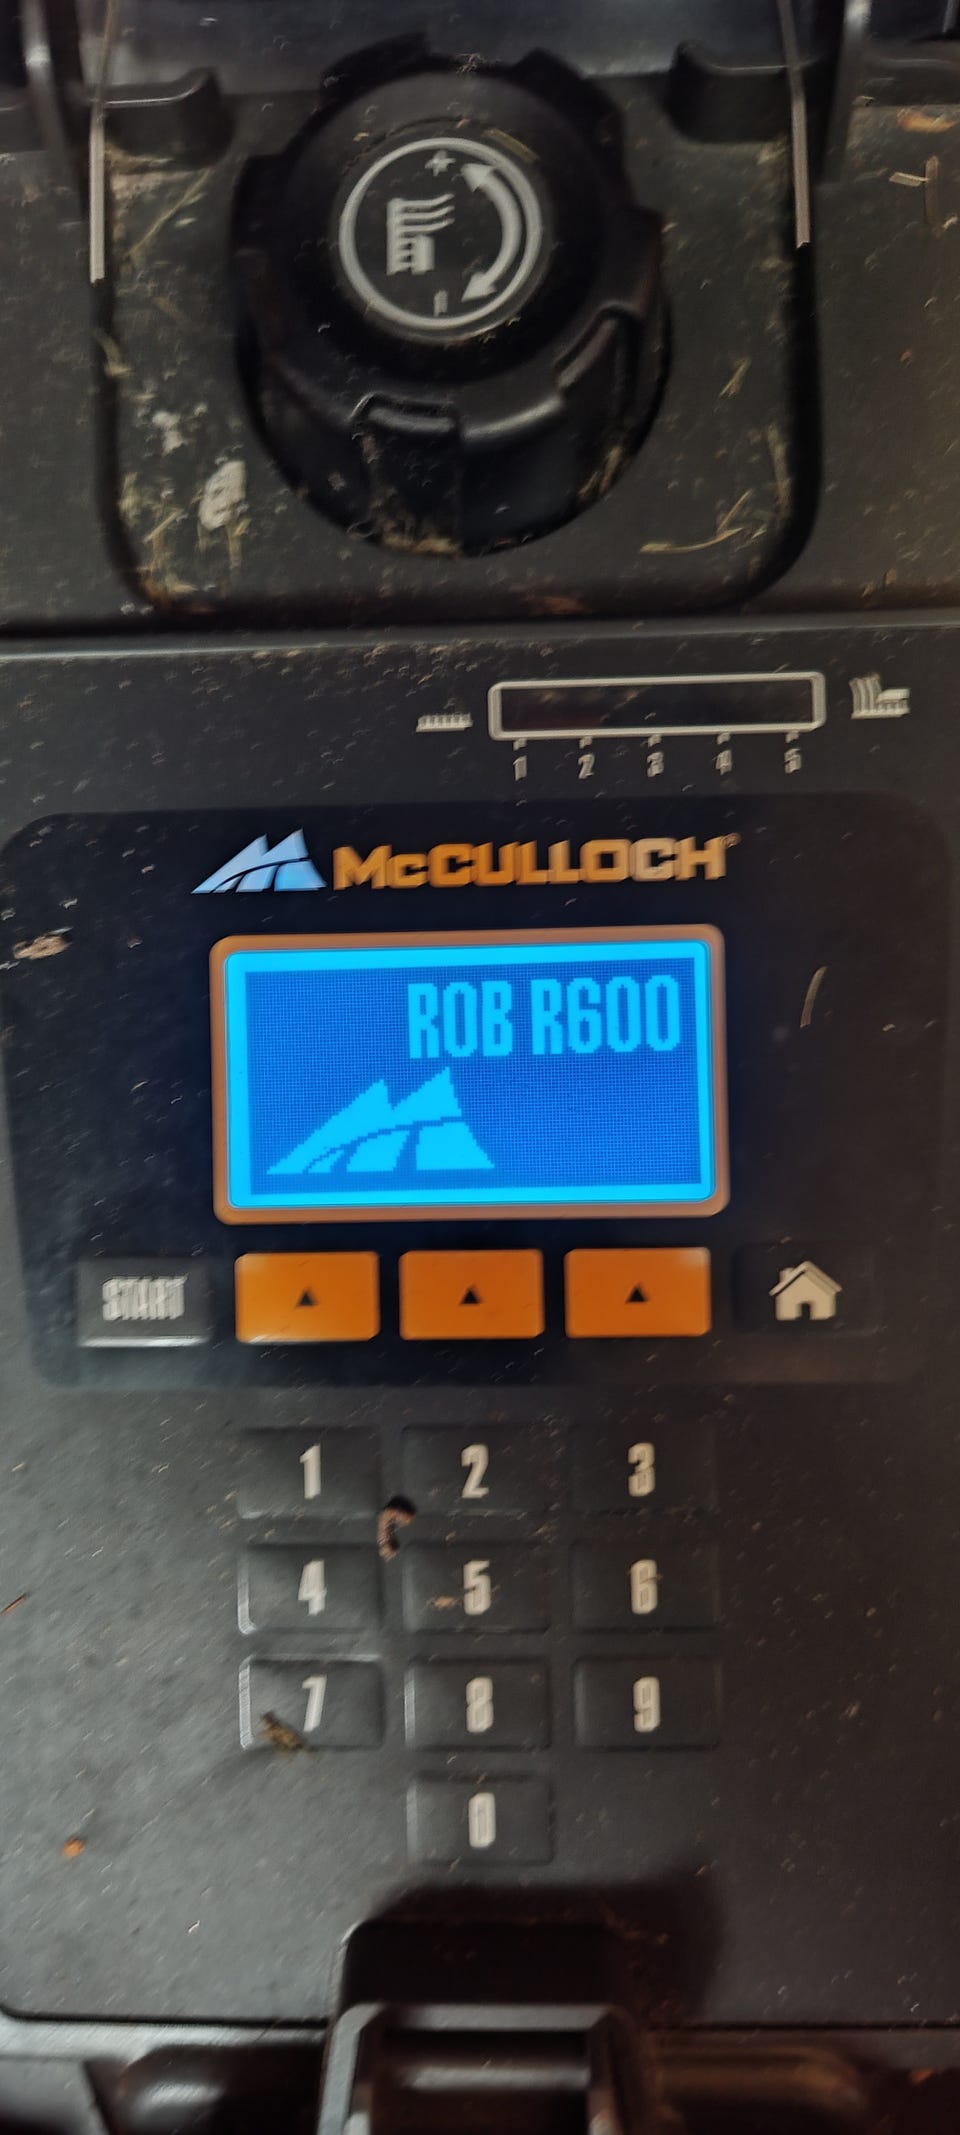 +
-
1 2 3 4 5
McCULLOCH
ROB R600
START
1 2 3
4 5 6
7 8 9
0